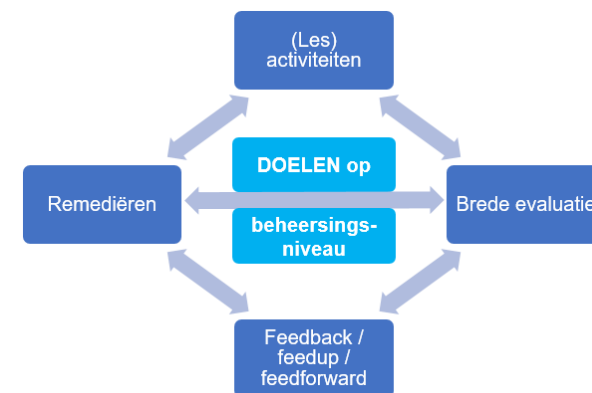 (Les)
activiteiten
DOELEN op
Remediëren
Brede evaluatie
beheersings-
niveau
Feedback /
feedup /
feedforward